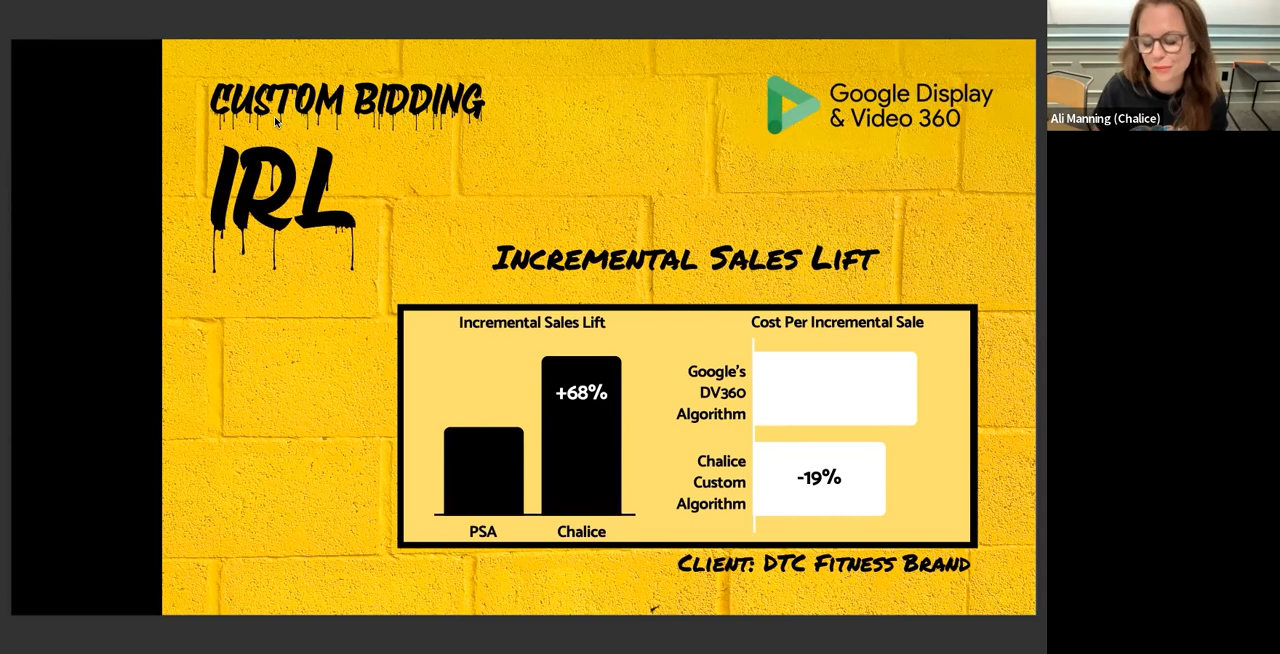 CUSTOM BIDDING
IRL
Google Display
& Video 360
Ali Manning (Chalice)
INCREMENTAL SALES LIFT
Incremental Sales Lift
+68%
PSA
Chalice
Cost Per Incremental Sale
Google's
DV360
Algorithm
Chalice
Custom
Algorithm
-19%
CLIENT: DTC FITNESS BRAND